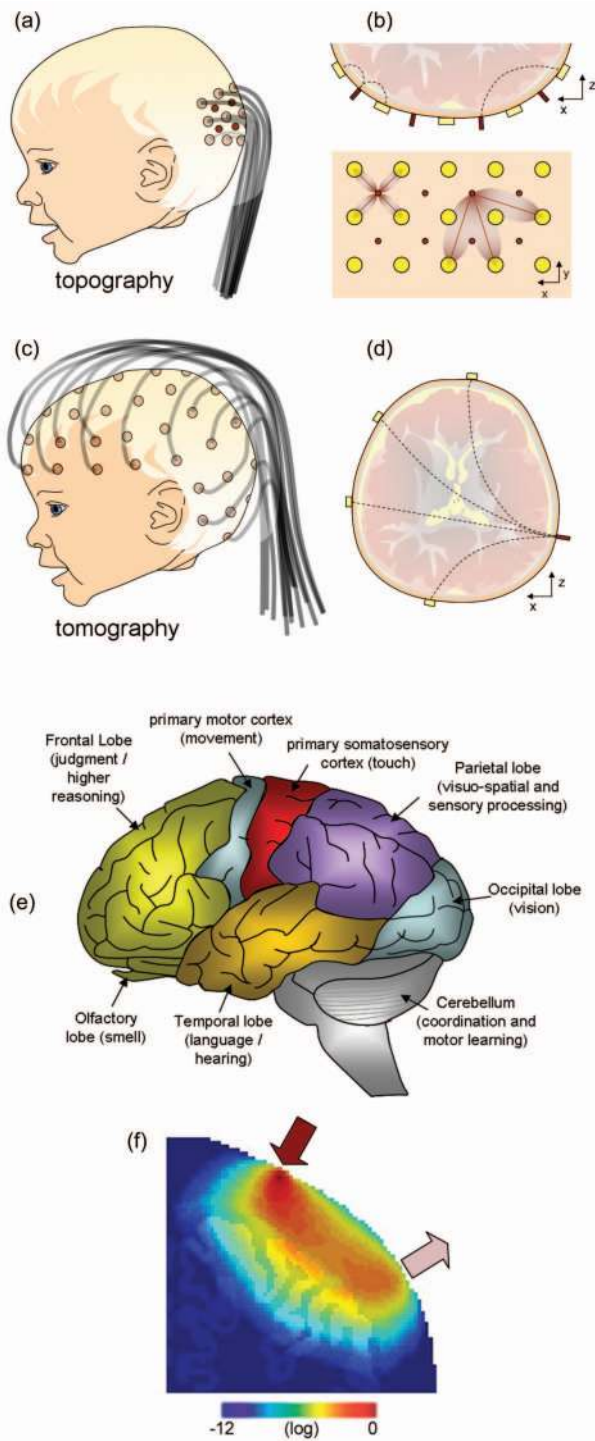 (a)
topography
(b)
z
x
y
x
(c)
tomography
(d)
z
x
(e)
Frontal Lobe
(judgment /
higher
reasoning)
primary motor cortex
(movement)
primary somatosensory
cortex (touch)
Parietal lobe
(visuo-spatial and
sensory processing)
Occipital lobe
(vision)
Olfactory
lobe (smell)
Temporal lobe
(language /
hearing)
Cerebellum
(coordination and
motor learning)
(f)
-12 (log) 0